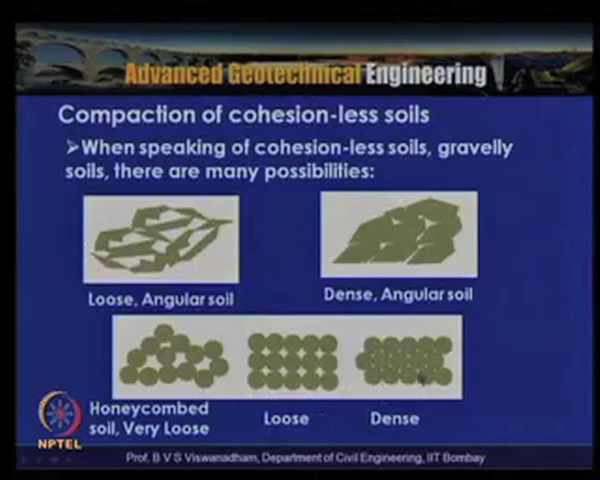 Advanced Geotechnical Engineering
Compaction of cohesion-less soils
➢When speaking of cohesion-less soils, gravelly
soils, there are many possibilities:
Loose, Angular soil
Dense, Angular soil
Honeycombed
soil, Very Loose
Loose
Dense
NPTEL
Prof. B V S Viswanadham, Department of Civil Engineering, IIT Bombay